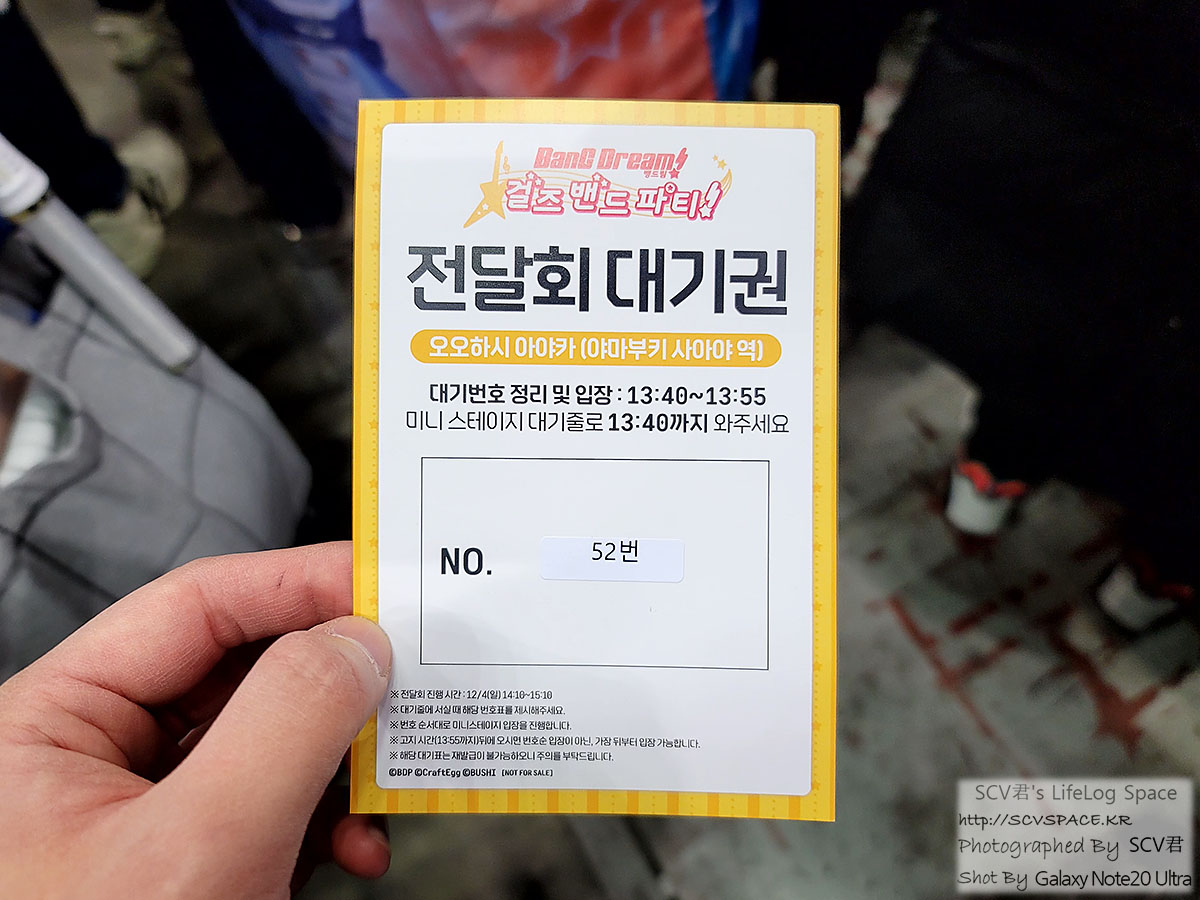 BanG Dream!
뱅드림
걸즈 밴드 파티!
전달회 대기권
오오하시 아야카 (야마부키 사아야 역)
대기번호 정리 및 입장 : 13:40~13:55
미니 스테이지 대기줄로 13:40까지 와주세요
NO. 52번
※ 전달회 진행 시간 : 12/4(일) 14:10~15:10
※ 대기줄에 서실 때 해당 번호표를 제시해주세요.
※ 번호 순서대로 미니스테이지 입장을 진행합니다.
※ 고지 시간(13:55까지)뒤에 오시면 번호순 입장이 아닌, 가장 뒤부터 입장 가능합니다.
※ 해당 대기표는 재발급이 불가능하오니 주의를 부탁드립니다.
©BDP ©CraftEgg ©BUSHI [NOT FOR SALE]
SCV君's LifeLog Space
http://SCVSPACE.KR
Photographed By SCV君
Shot By Galaxy Note20 Ultra